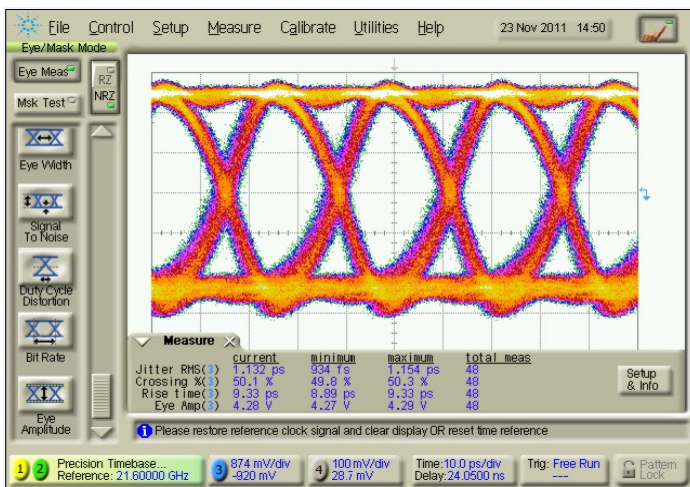 File Control Setup Measure Calibrate Utilities Help 23 Nov 2011 14:50
Eye/Mask Mode
Eye Meas
Msk Test
RZ
NRZ
Eye Width
Signal
To Noise
Duty Cycle
Distortion
Bit Rate
Eye
Amplitude
Measure
current minimum maximum total meas
Jitter RMS(3) 1.132 ps 934 fs 1.154 ps 48
Crossing %(3) 50.1 % 49.8 % 50.3 % 48
Rise time(3) 9.33 ps 8.89 ps 9.33 ps 48
Eye Amp(3) 4.28 V 4.27 V 4.29 V 48
Setup
& Info
Please restore reference clock signal and clear display OR reset time reference
1 2 Precision Timebase...
Reference: 21.60000 GHz
3 874 mV/div
-920 mV
4 100 mV/div
28.7 mV
Time:10.0 ps/div
Delay:24.0500 ns
Trig: Free Run
---
Pattern
Lock